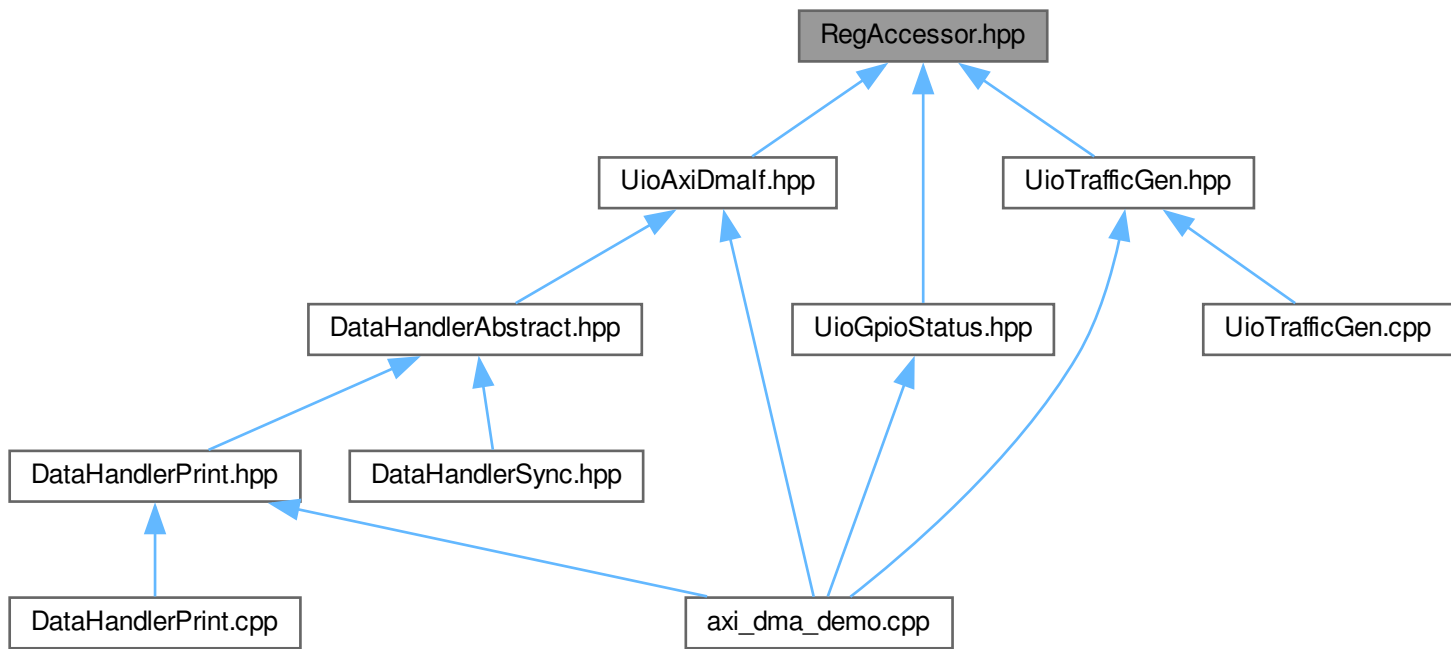 RegAccessor.hpp
UioAxiDmaIf.hpp
UioTrafficGen.hpp
DataHandlerAbstract.hpp
UioGpioStatus.hpp
UioTrafficGen.cpp
DataHandlerPrint.hpp
DataHandlerSync.hpp
DataHandlerPrint.cpp
axi_dma_demo.cpp